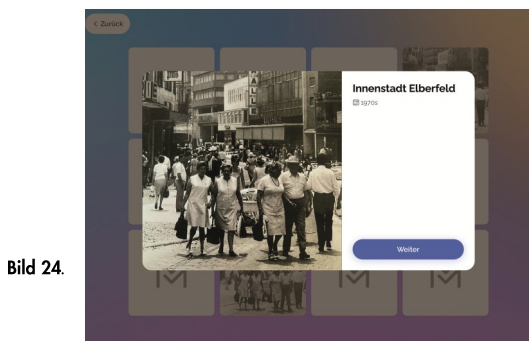 < Zurück
Innenstadt Elberfeld
1970s
Weiter
Bild 24.